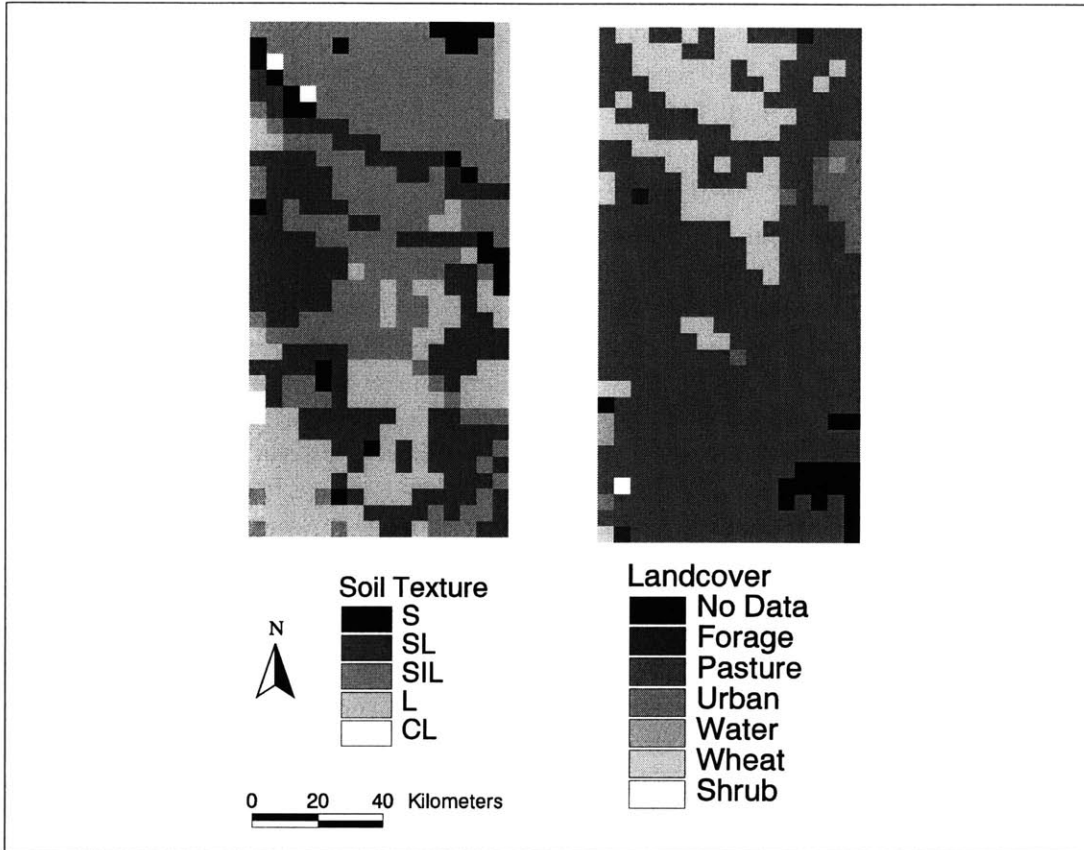 Soil Texture
S
SL
SIL
L
CL
N
0 20 40 Kilometers
Landcover
No Data
Forage
Pasture
Urban
Water
Wheat
Shrub